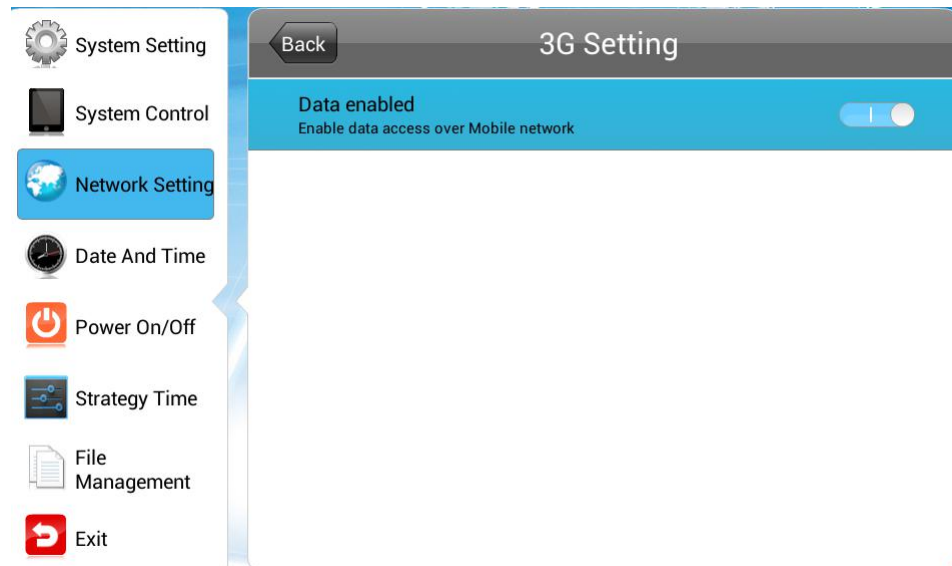 System Setting
System Control
Network Setting
Date And Time
Power On/Off
Strategy Time
File
Management
Exit
Back
3G Setting
Data enabled
Enable data access over Mobile network